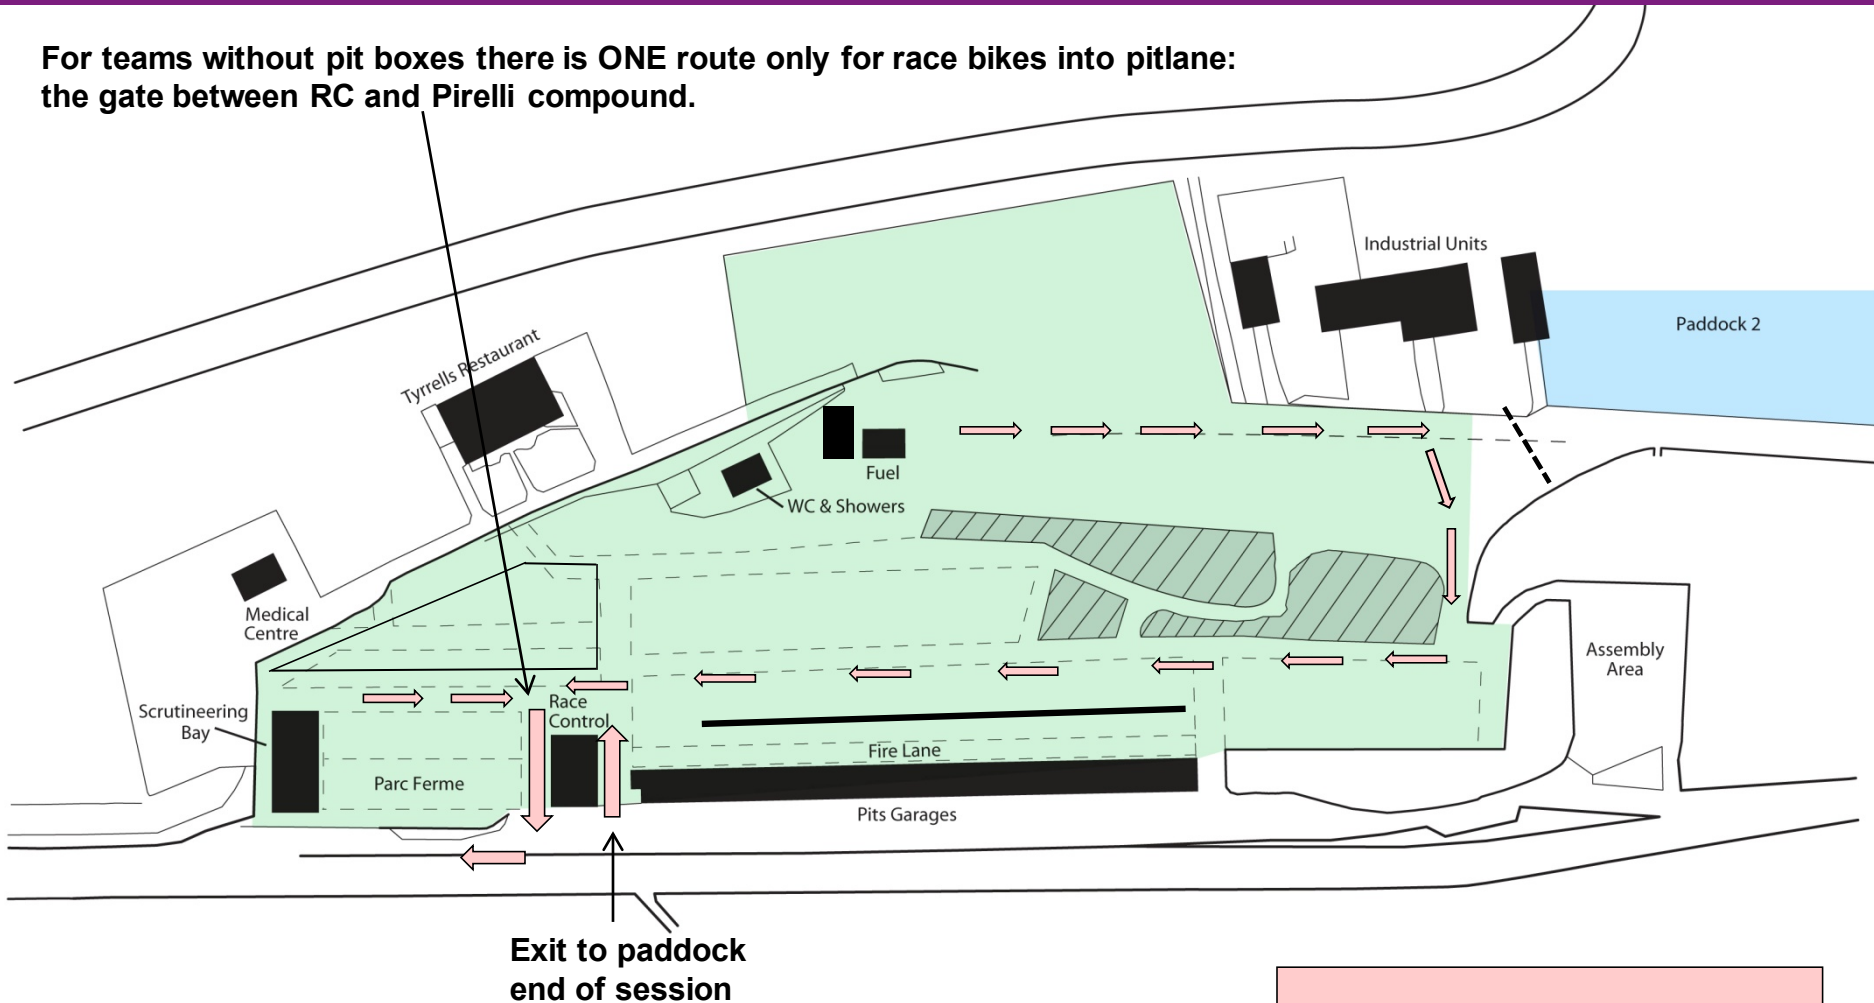 For teams without pit boxes there is ONE route only for race bikes into pitlane:
the gate between RC and Pirelli compound.
Industrial Units
Paddock 2
Tyrrells Restaurant
Fuel
WC & Showers
Medical
Centre
Assembly
Area
Scrutineering
Bay
Race
Control
Fire Lane
Parc Ferme
Pits Garages
Exit to paddock
end of session